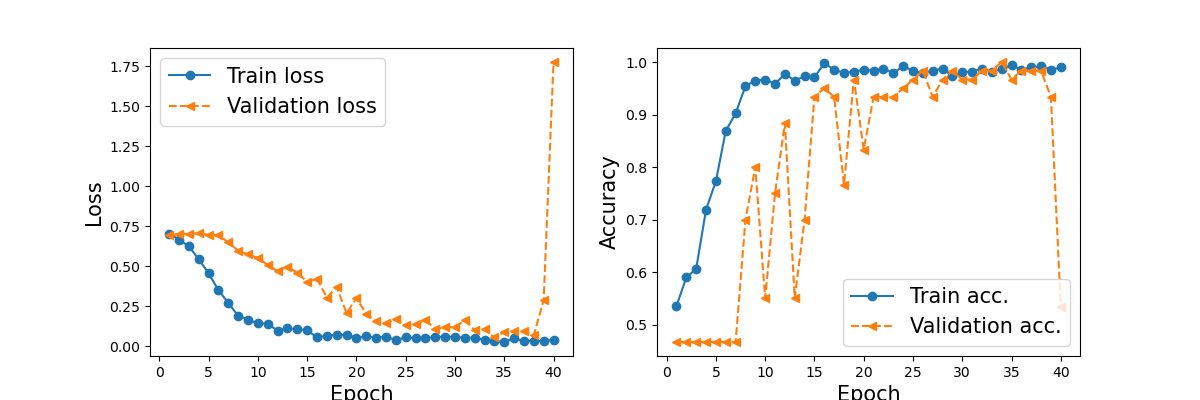 1.75
1.50
1.25
1.00
0.75
0.50
0.25
0.00
Loss
Train loss
Validation loss
0 5 10 15 20 25 30 35 40
Epoch
1.0
0.9
0.8
0.7
0.6
0.5
Accuracy
Train acc.
Validation acc.
0 5 10 15 20 25 30 35 40
Epoch